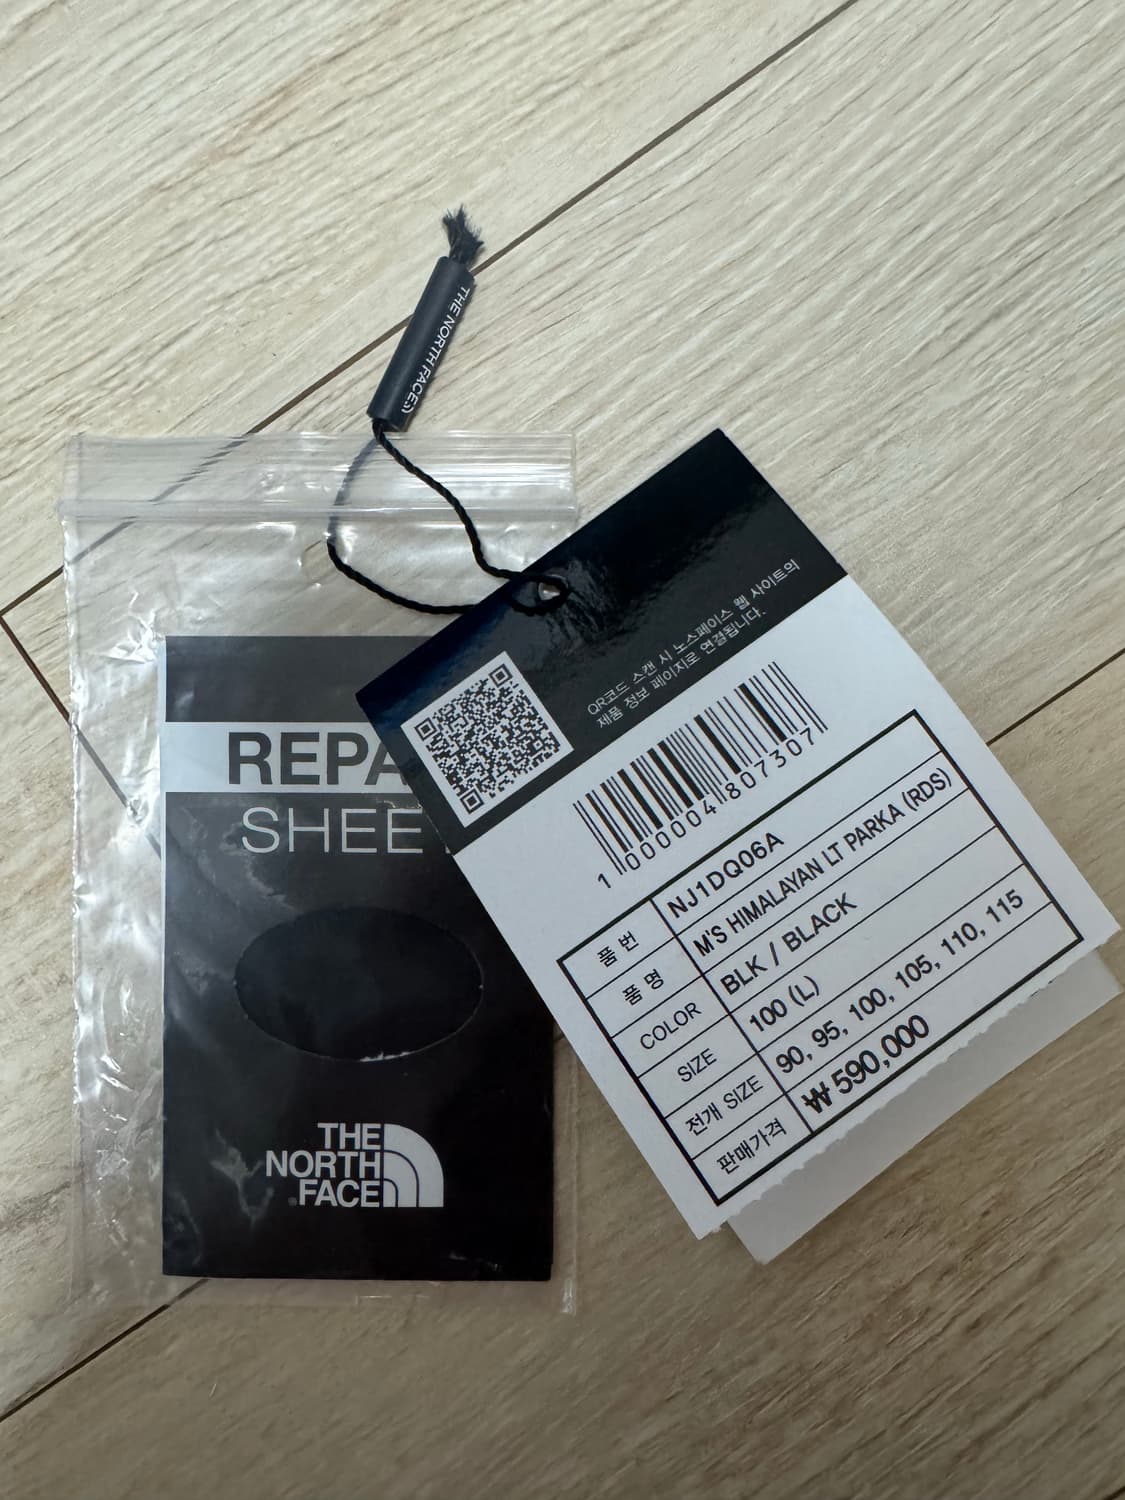 THE NORTH FACE
QR코드 스캔 시 노스페이스 웹 사이트의
제품 정보 페이지로 연결됩니다.
1 000004 807307
품 번 NJ1DQ06A
품 명 M'S HIMALAYAN LT PARKA (RDS)
COLOR BLK / BLACK
SIZE 100 (L)
전개 SIZE 90, 95, 100, 105, 110, 115
판매가격 ₩ 590,000
REPA
SHEE
THE
NORTH
FACE